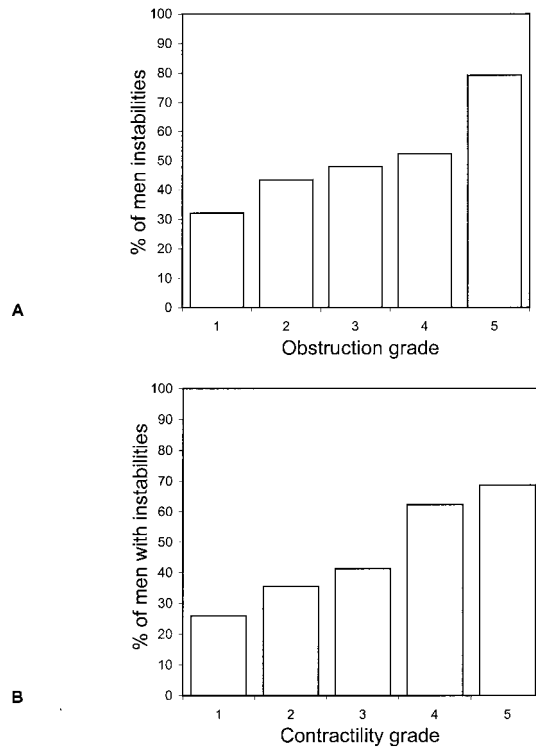 100
90
80
70
60
50
40
30
20
10
0
% of men instabilities
1 2 3 4 5
Obstruction grade
A
100
90
80
70
60
50
40
30
20
10
0
% of men with instabilities
1 2 3 4 5
Contractility grade
B